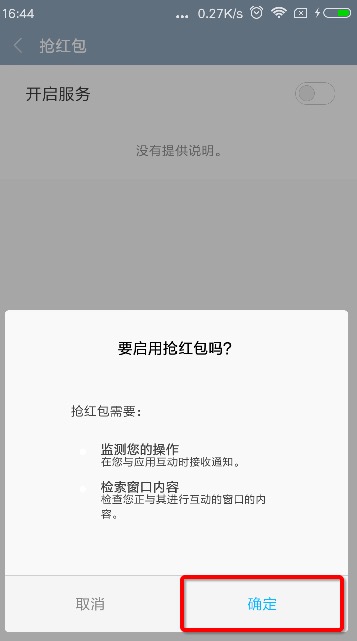 16:44 ... 0.27K/s
抢红包
开启服务
没有提供说明。
要启用抢红包吗?
抢红包需要：
监测您的操作
在您与应用互动时接收通知。
检索窗口内容
检查您正与其进行互动的窗口的内
容。
取消 确定